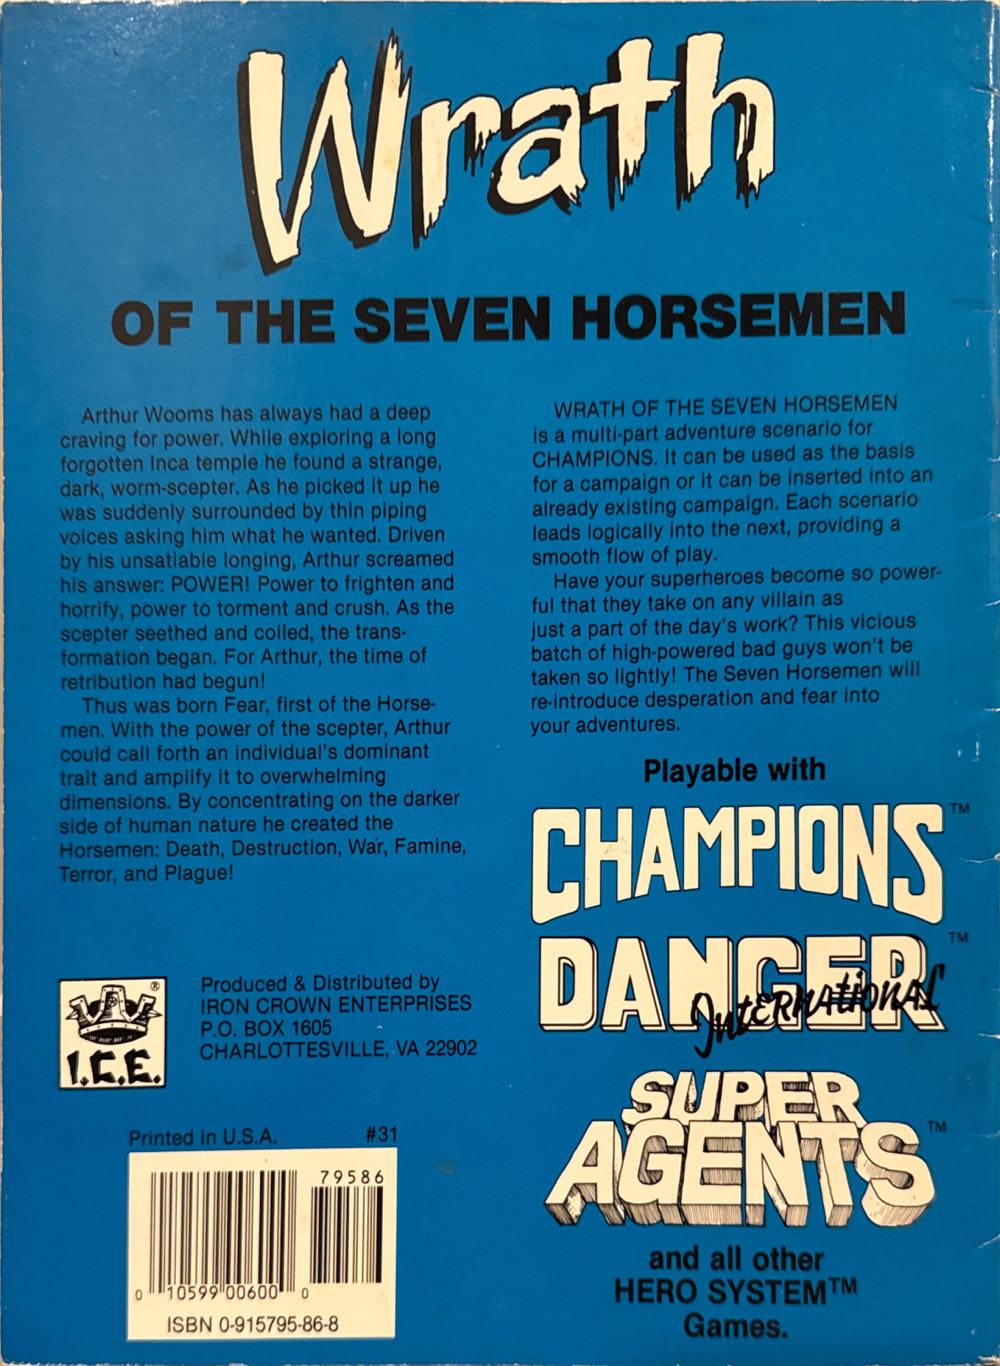 Wrath
OF THE SEVEN HORSEMEN
Arthur Wooms has always had a deep
craving for power. While exploring a long
forgotten Inca temple he found a strange,
dark, worm-scepter. As he picked it up he
was suddenly surrounded by thin piping
voices asking him what he wanted. Driven
by his unsatiable longing, Arthur screamed
his answer: POWER! Power to frighten and
horrify, power to torment and crush. As the
scepter seethed and coiled, the trans-
formation began. For Arthur, the time of
retribution had begun!
Thus was born Fear, first of the Horse-
men. With the power of the scepter, Arthur
could call forth an individual's dominant
trait and amplify it to overwhelming
dimensions. By concentrating on the darker
side of human nature he created the
Horsemen: Death, Destruction, War, Famine,
Terror, and Plague!
WRATH OF THE SEVEN HORSEMEN
is a multi-part adventure scenario for
CHAMPIONS. It can be used as the basis
for a campaign or it can be inserted into an
already existing campaign. Each scenario
leads logically into the next, providing a
smooth flow of play.
Have your superheroes become so power-
ful that they take on any villain as
just a part of the day's work? This vicious
batch of high-powered bad guys won't be
taken so lightly! The Seven Horsemen will
re-introduce desperation and fear into
your adventures.
Playable with
CHAMPIONS™
DANGER™
InterNatioNAL
SUPER
AGENTS™
and all other
HERO SYSTEM™
Games.
®
I.C.E.
Produced & Distributed by
IRON CROWN ENTERPRISES
P.O. BOX 1605
CHARLOTTESVILLE, VA 22902
Printed in U.S.A. #31
79586
0 10599 00600 0
ISBN 0-915795-86-8